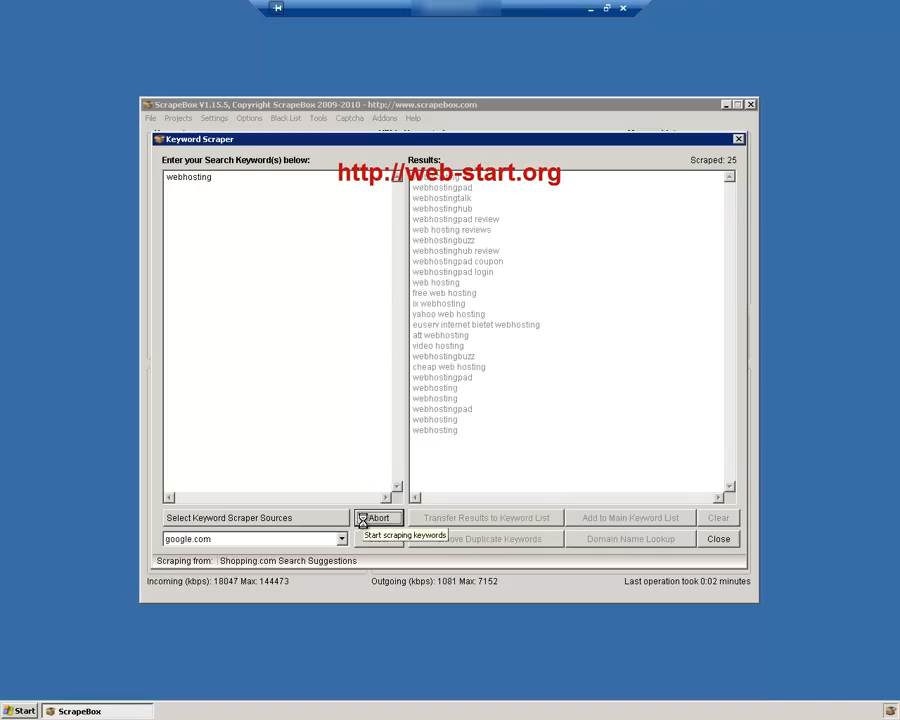 ScrapeBox V1.15.5, Copyright ScrapeBox 2009-2010 - http://www.scrapebox.com
File Projects Settings Options Black List Tools Captcha Addons Help
Keyword Scraper
Enter your Search Keyword(s) below:
Results:
Scraped: 25
http://web-start.org
webhosting
webhostingpad
webhostingtalk
webhostinghub
webhostingpad review
web hosting reviews
webhostingbuzz
webhostinghub review
webhostingpad coupon
webhostingpad login
web hosting
free web hosting
ix webhosting
yahoo web hosting
euserv internet bietet webhosting
att webhosting
video hosting
webhostingbuzz
cheap web hosting
webhostingpad
webhosting
webhosting
webhostingpad
webhosting
webhosting
Select Keyword Scraper Sources
Abort
Transfer Results to Keyword List
Add to Main Keyword List
Clear
Start scraping keywords
google.com
Duplicate Keywords
Domain Name Lookup
Close
Scraping from: Shopping.com Search Suggestions
Incoming (kbps): 18047 Max: 144473
Outgoing (kbps): 1081 Max: 7152
Last operation took 0:02 minutes
Start
ScrapeBox